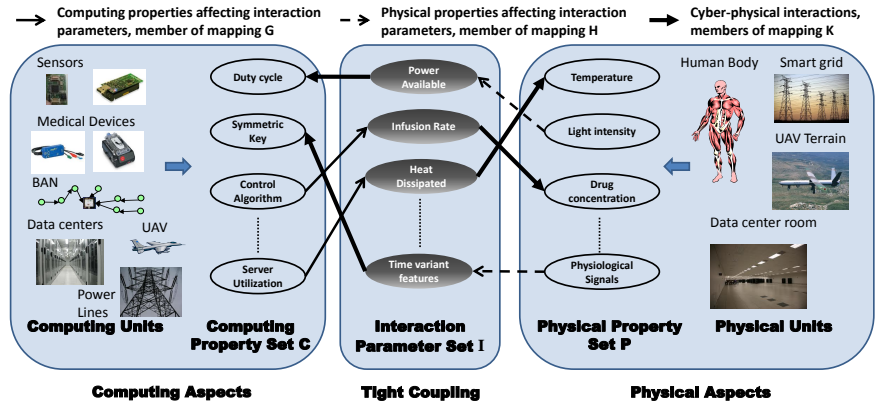 Computing properties affecting interaction
parameters, member of mapping G
Physical properties affecting interaction
parameters, member of mapping H
Cyber-physical interactions,
members of mapping K
Sensors
Medical Devices
BAN
Data centers
UAV
Power
Lines
Computing Units
Duty cycle
Symmetric
Key
Control
Algorithm
Server
Utilization
Computing
Property Set C
Power
Available
Infusion Rate
Heat
Dissipated
Time variant
features
Interaction
Parameter Set I
Temperature
Light intensity
Drug
concentration
Physiological
Signals
Physical Property
Set P
Human Body
Smart grid
UAV Terrain
Data center room
Physical Units
Computing Aspects
Tight Coupling
Physical Aspects